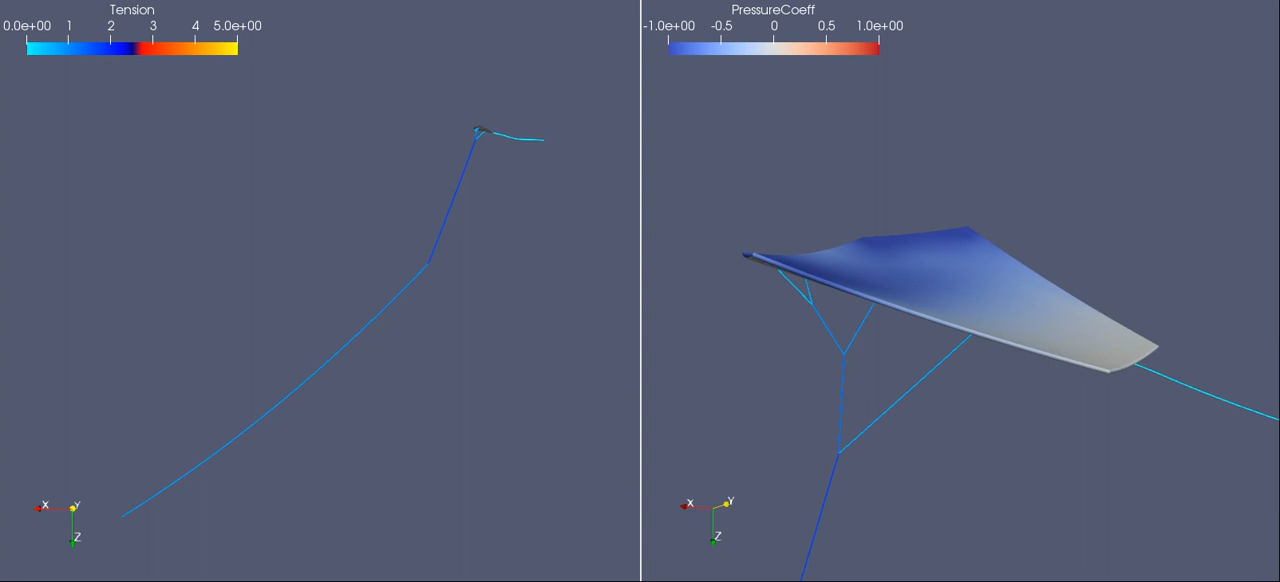 Tension
0.0e+00 1 2 3 4 5.0e+00
PressureCoeff
-1.0e+00 -0.5 0 0.5 1.0e+00
X Y
Z
X Y
Z